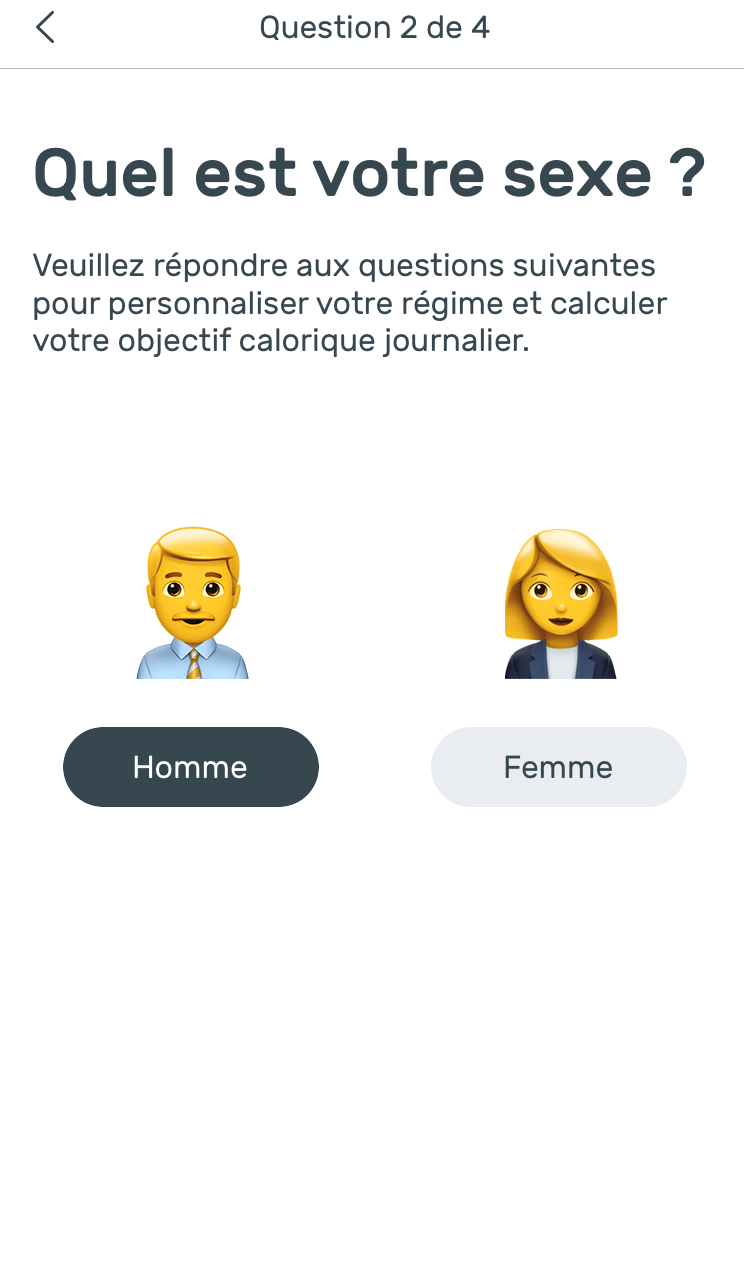 Question 2 de 4
Quel est votre sexe ?
Veuillez répondre aux questions suivantes
pour personnaliser votre régime et calculer
votre objectif calorique journalier.
Homme
Femme